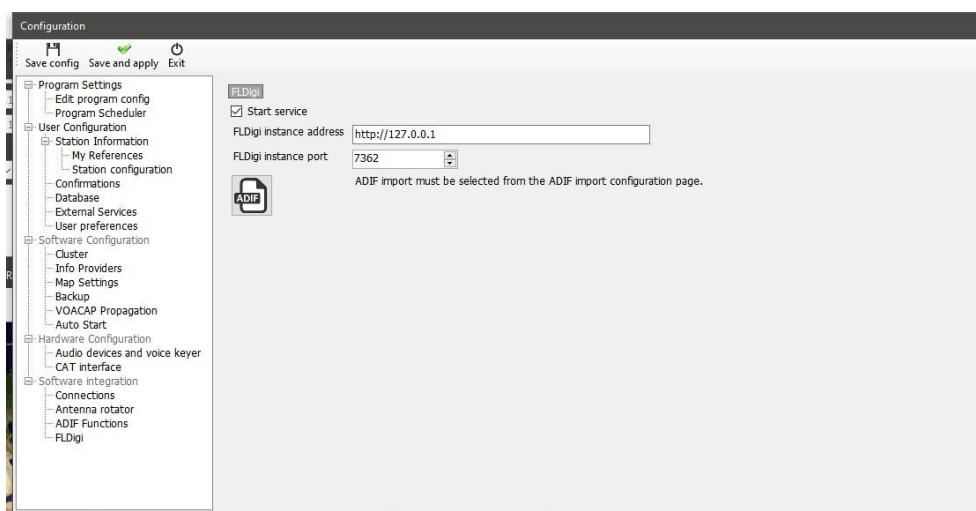 Configuration
Save config Save and apply Exit
Program Settings
Edit program config
Program Scheduler
User Configuration
Station Information
My References
Station configuration
Confirmations
Database
External Services
User preferences
Software Configuration
Cluster
Info Providers
Map Settings
Backup
VOACAP Propagation
Auto Start
Hardware Configuration
Audio devices and voice keyer
CAT interface
Software integration
Connections
Antenna rotator
ADIF Functions
FLDigi
FLDigi
Start service
FLDigi instance address http://127.0.0.1
FLDigi instance port 7362
ADIF import must be selected from the ADIF import configuration page.
ADIF